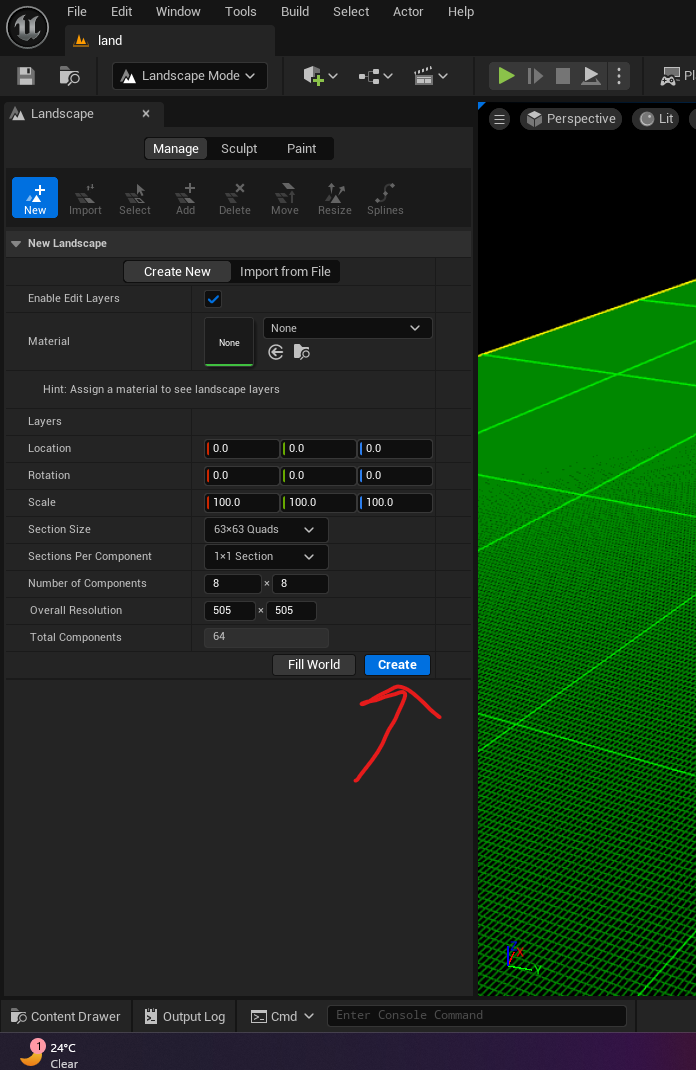 File Edit Window Tools Build Select Actor Help
land
Landscape Mode
Landscape
Perspective Lit
Manage Sculpt Paint
New Import Select Add Delete Move Resize Splines
New Landscape
Create New Import from File
Enable Edit Layers
Material None None
Hint: Assign a material to see landscape layers
Layers
Location 0.0 0.0 0.0
Rotation 0.0 0.0 0.0
Scale 100.0 100.0 100.0
Section Size 63×63 Quads
Sections Per Component 1×1 Section
Number of Components 8 × 8
Overall Resolution 505 × 505
Total Components 64
Fill World Create
X
Y
Content Drawer Output Log Cmd Enter Console Command
1
24°C
Clear